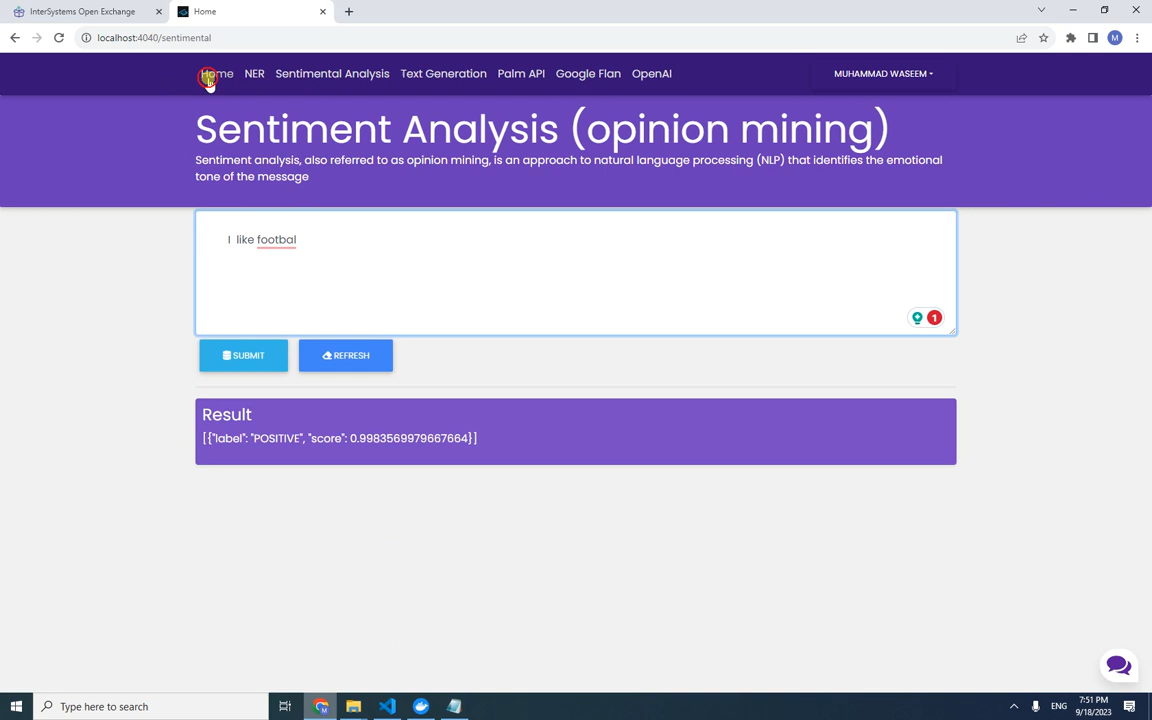 InterSystems Open Exchange
Home
localhost:4040/sentimental
M
Home NER Sentimental Analysis Text Generation Palm API Google Flan OpenAI MUHAMMAD WASEEM
Sentiment Analysis (opinion mining)
Sentiment analysis, also referred to as opinion mining, is an approach to natural language processing (NLP) that identifies the emotional
tone of the message
I like footbal
1
SUBMIT REFRESH
Result
[{"label": "POSITIVE", "score": 0.9983569979667664}]
Type here to search
ENG
7:51 PM
9/18/2023